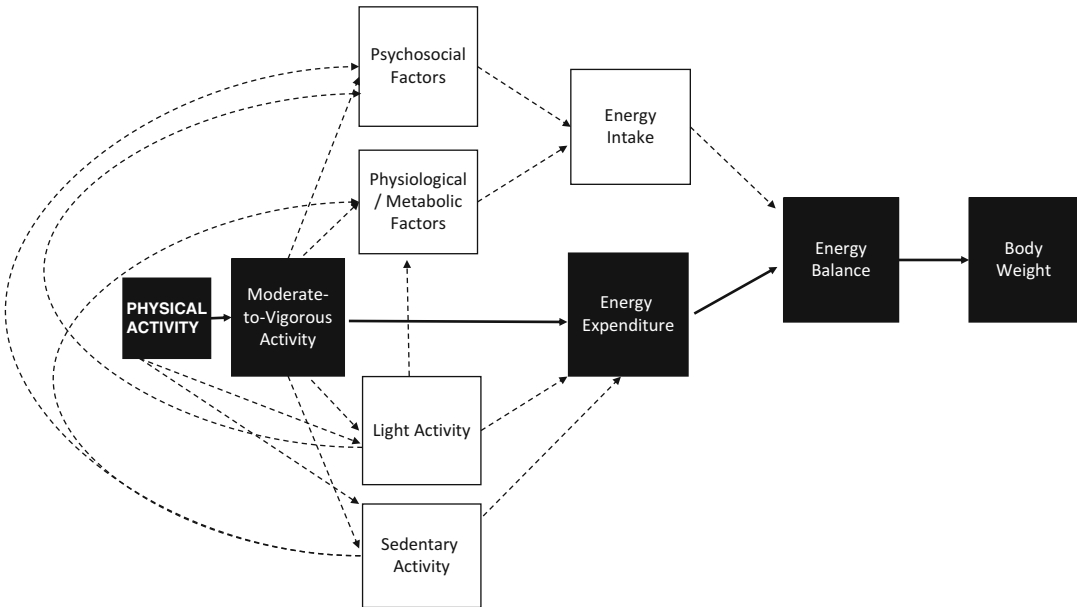 Psychosocial
Factors
Energy
Intake
Physiological
/ Metabolic
Factors
PHYSICAL
ACTIVITY
Moderate-
to-Vigorous
Activity
Energy
Expenditure
Energy
Balance
Body
Weight
Light Activity
Sedentary
Activity